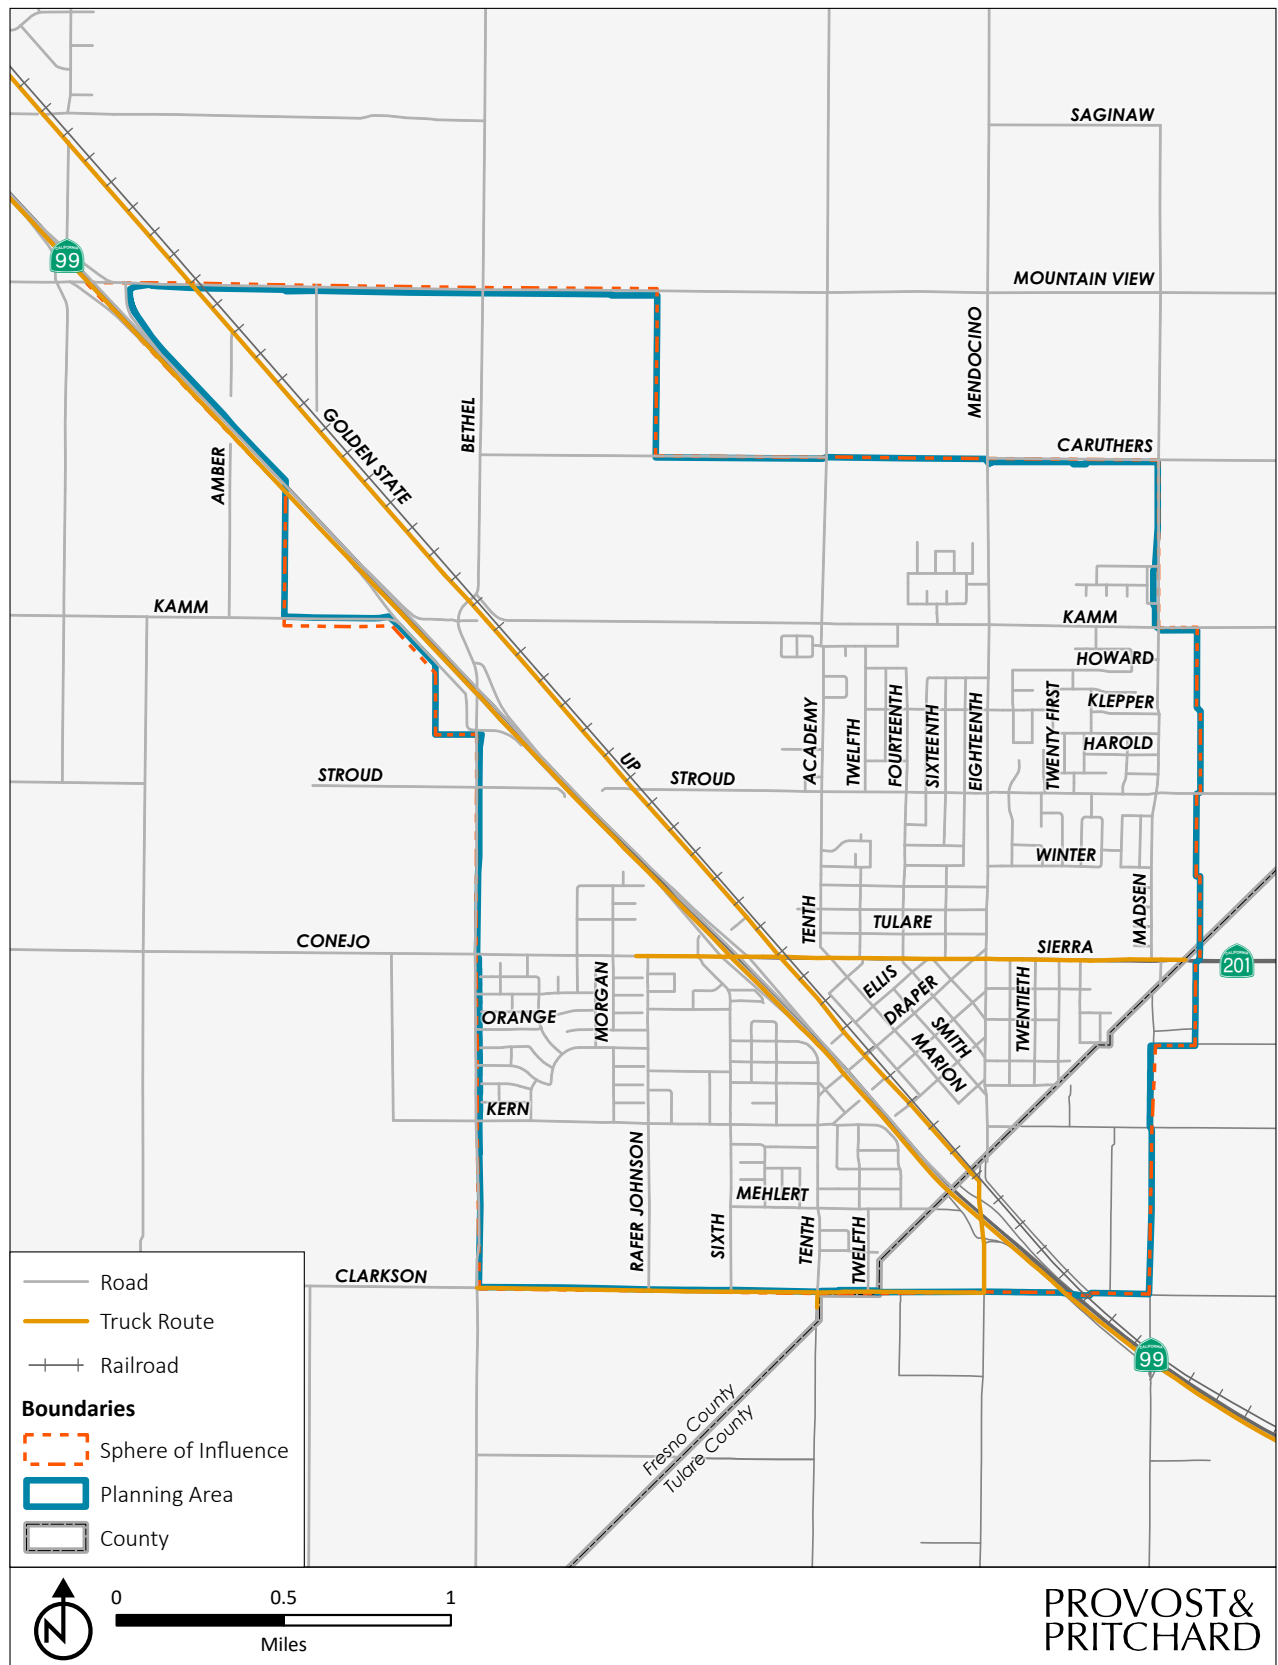 SAGINAW
CALIFORNIA
99
MOUNTAIN VIEW
MENDOCINO
BETHEL
GOLDEN STATE
CARUTHERS
AMBER
KAMM
KAMM
HOWARD
KLEPPER
HAROLD
ACADEMY
TWELFTH
FOURTEENTH
SIXTEENTH
EIGHTEENTH
TWENTY FIRST
UP
STROUD
STROUD
WINTER
MADSEN
TENTH
TULARE
CONEJO
SIERRA
CALIFORNIA
201
MORGAN
ELLIS
DRAPER
SMITH
MARION
TWENTIETH
ORANGE
KERN
RAFER JOHNSON
SIXTH
MEHLERT
TENTH
TWELFTH
CLARKSON
CALIFORNIA
99
Fresno County
Tulare County
Road
Truck Route
Railroad
Boundaries
Sphere of Influence
Planning Area
County
N
0 0.5 1
Miles
PROVOST&
PRITCHARD